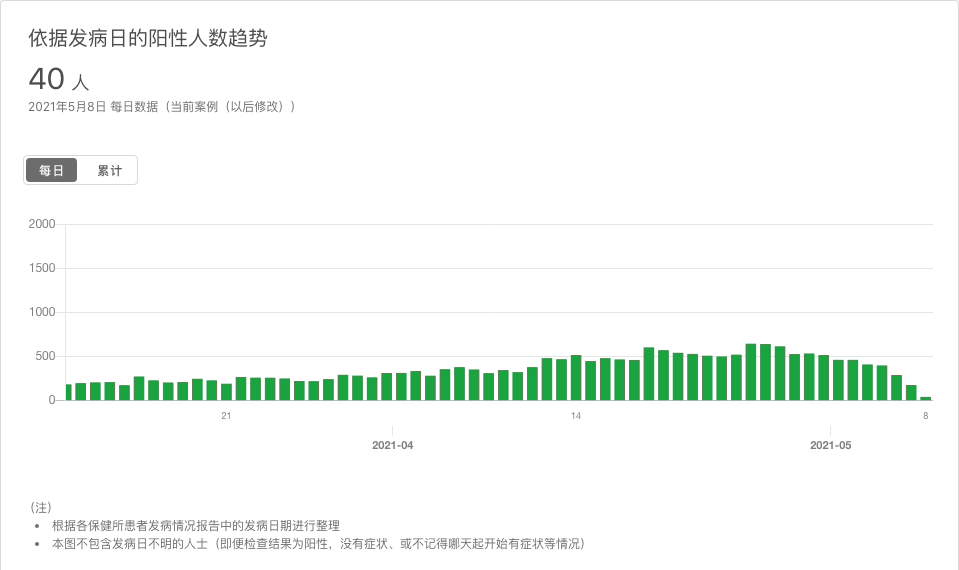 依据发病日的阳性人数趋势
40 人
2021年5月8日 每日数据（当前案例（以后修改））
每日 累计
2000
1500
1000
500
0
21 14 8
2021-04 2021-05
（注）
• 根据各保健所患者发病情况报告中的发病日期进行整理
• 本图不包含发病日不明的人士（即便检查结果为阳性，没有症状、或不记得哪天起开始有症状等情况）